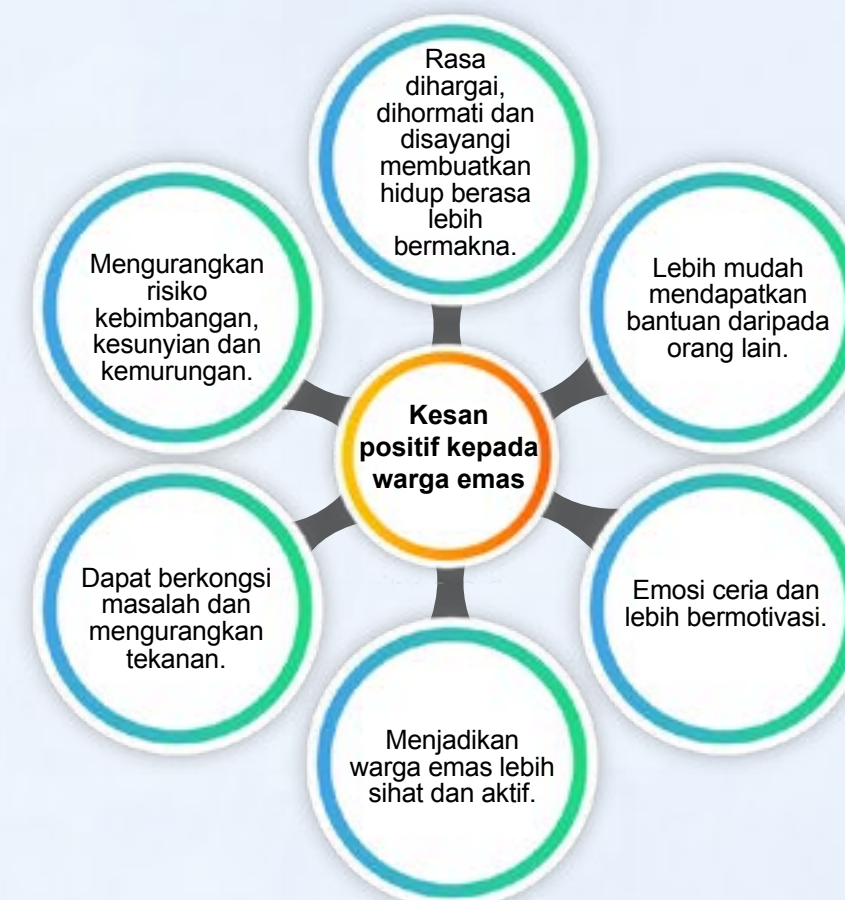 Rasa
dihargai,
dihormati dan
disayangi
membuatkan
hidup berasa
lebih
bermakna.
Mengurangkan
risiko
kebimbangan,
kesunyian dan
kemurungan.
Lebih mudah
mendapatkan
bantuan daripada
orang lain.
Kesan
positif kepada
warga emas
Dapat berkongsi
masalah dan
mengurangkan
tekanan.
Emosi ceria dan
lebih bermotivasi.
Menjadikan
warga emas lebih
sihat dan aktif.